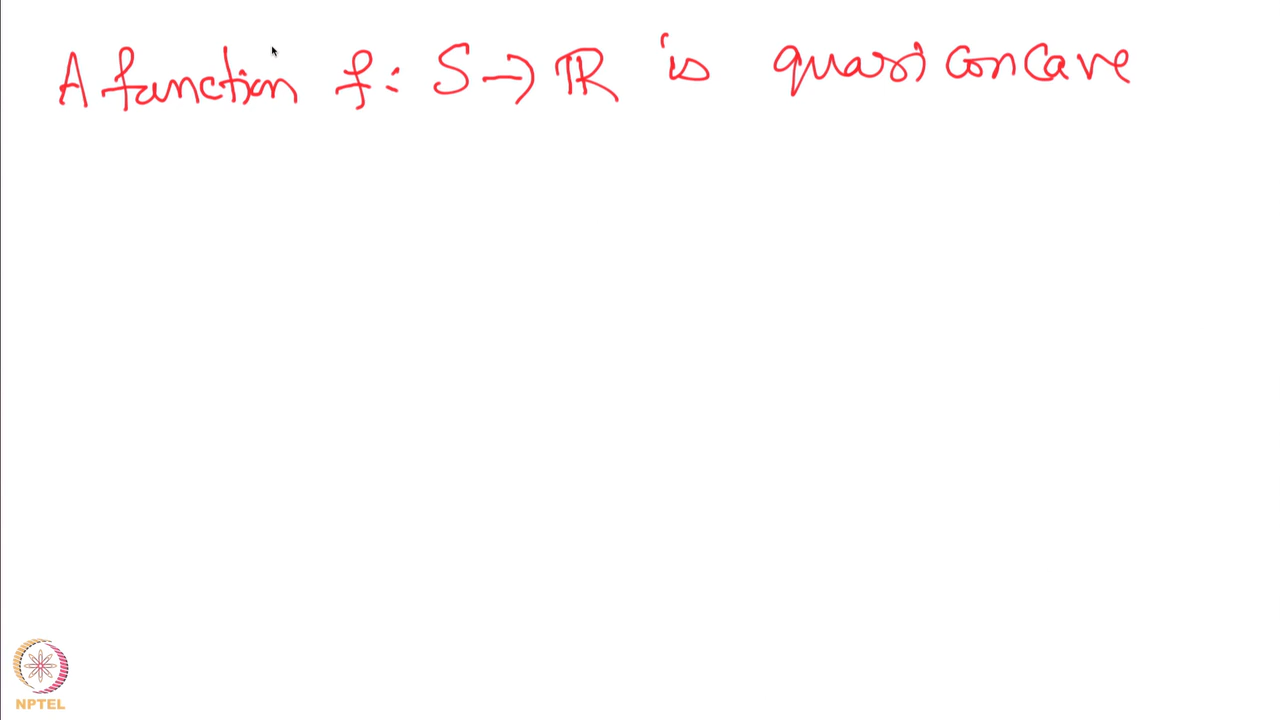 A function f: S → ℝ is quasi concave
NPTEL